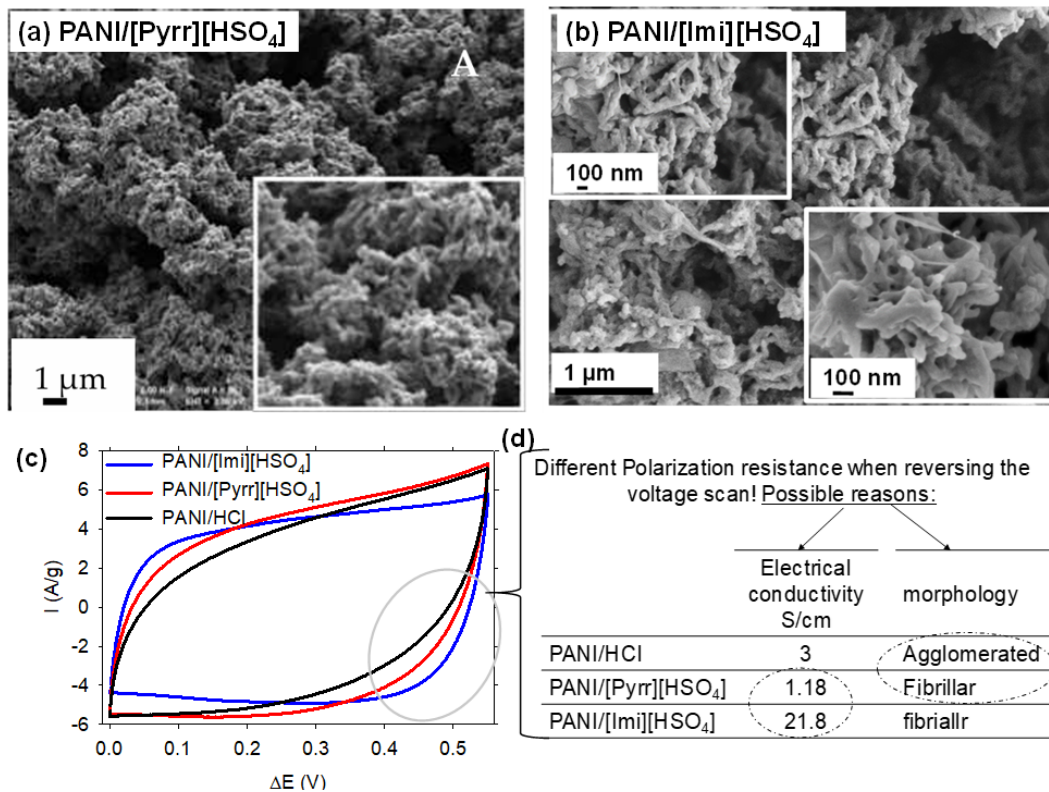 (a) PANI/[Pyrr][HSO₄]
A
1 µm
(b) PANI/[Imi][HSO₄]
100 nm
1 µm
100 nm
(c)
PANI/[Imi][HSO₄]
PANI/[Pyrr][HSO₄]
PANI/HCl
I (A/g)
8
6
4
2
0
-2
-4
-6
0.0 0.1 0.2 0.3 0.4 0.5
ΔE (V)
(d)
Different Polarization resistance when reversing the
voltage scan! Possible reasons:
Electrical
conductivity morphology
S/cm
PANI/HCl 3 Agglomerated
PANI/[Pyrr][HSO₄] 1.18 Fibrillar
PANI/[Imi][HSO₄] 21.8 fibriallr